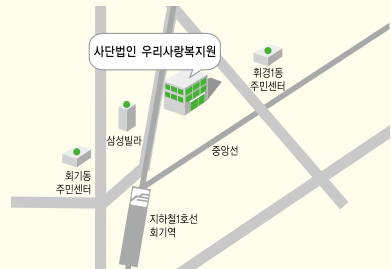 사단법인 우리사랑복지원
휘경1동
주민센터
삼성빌라
중앙선
회기동
주민센터
지하철1호선
회기역